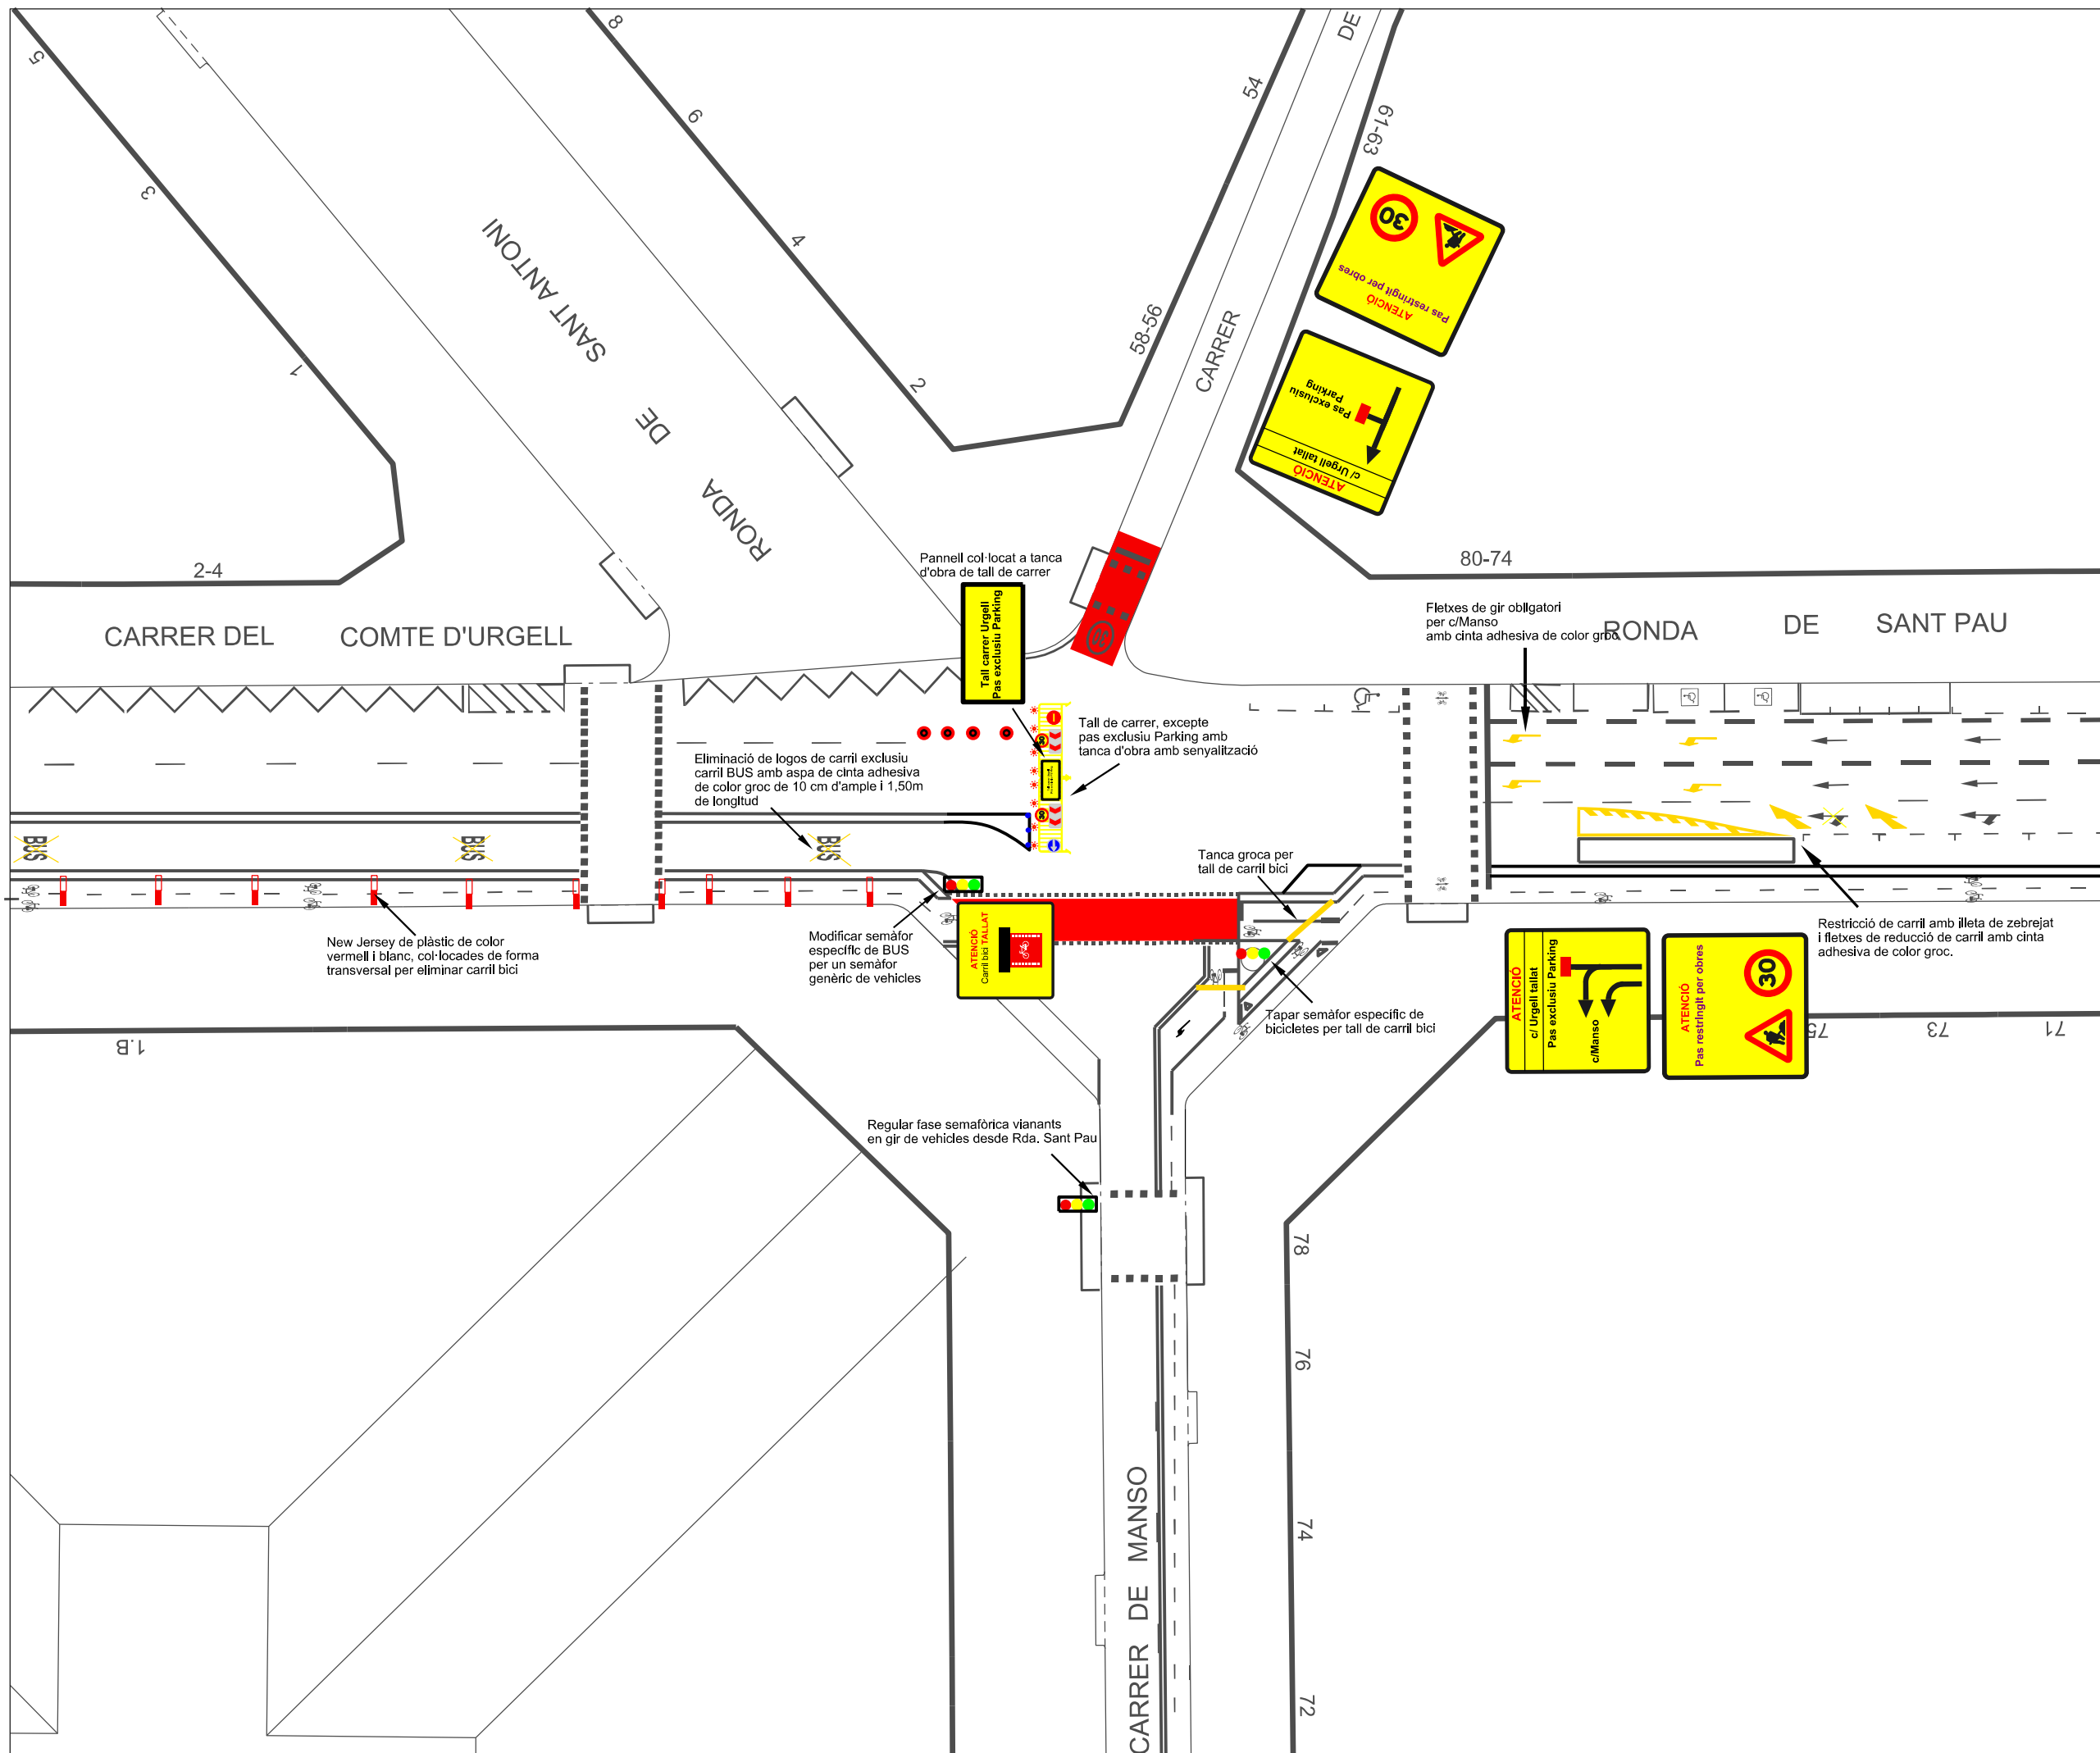 5
3
1
8
6
4
2
54
58-56
61-63
DE
CARRER
SANT ANTONI
DE
RONDA
30
Pas restringit per obres
ATENCIÓ
Pas exclusiu
Parking
c/ Urgell tallat
ATENCIÓ
2-4
CARRER DEL COMTE D'URGELL
80-74
RONDA DE SANT PAU
Pannell col·locat a tanca
d'obra de tall de carrer
Tall carrer Urgell
Pas exclusiu Parking
Fletxes de gir obligatori
per c/Manso
amb cinta adhesiva de color groc
Tall de carrer, excepte
pas exclusiu Parking amb
tanca d'obra amb senyalització
Eliminació de logos de carril exclusiu
carril BUS amb aspa de cinta adhesiva
de color groc de 10 cm d'ample i 1,50m
de longitud
BUS
BUS
BUS
Tanca groca per
tall de carril bici
New Jersey de plàstic de color
vermell i blanc, col·locades de forma
transversal per eliminar carril bici
Modificar semàfor
específic de BUS
per un semàfor
genèric de vehicles
ATENCIÓ
Carril bici TALLAT
Tapar semàfor específic de
bicicletes per tall de carril bici
Restricció de carril amb illeta de zebrejat
i fletxes de reducció de carril amb cinta
adhesiva de color groc.
ATENCIÓ
c/ Urgell tallat
Pas exclusiu Parking
c/Manso
ATENCIÓ
Pas restringit per obres
30
75
73
71
1.B
Regular fase semafòrica vianants
en gir de vehicles desde Rda. Sant Pau
78
76
74
72
CARRER DE MANSO